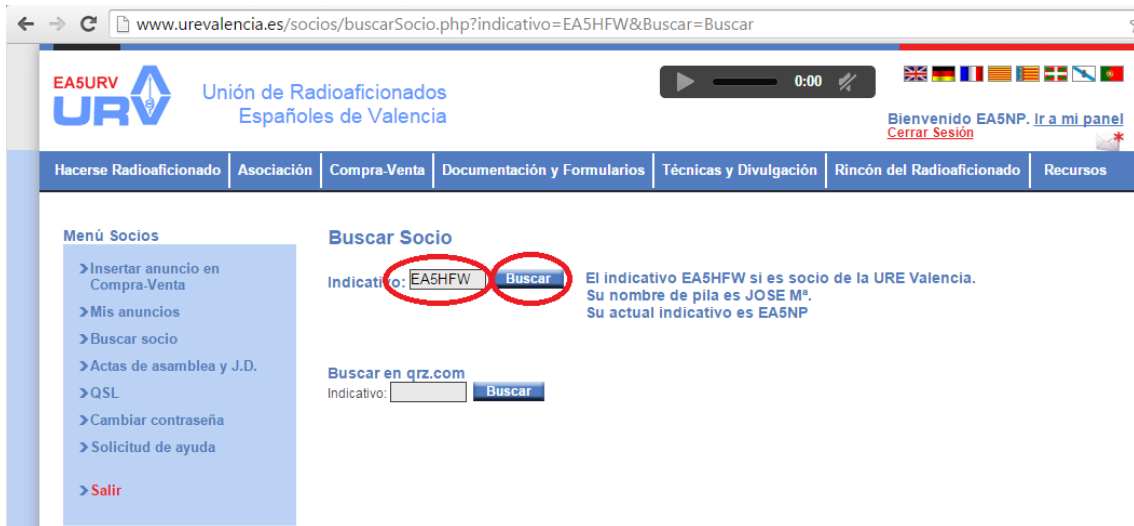 www.urevalencia.es/socios/buscarSocio.php?indicativo=EA5HFW&Buscar=Buscar
EA5URV
URV
Unión de Radioaficionados
Españoles de Valencia
0:00
Bienvenido EA5NP. Ir a mi panel
Cerrar Sesión
Hacerse Radioaficionado Asociación Compra-Venta Documentación y Formularios Técnicas y Divulgación Rincón del Radioaficionado Recursos
Menú Socios
Insertar anuncio en
Compra-Venta
Mis anuncios
Buscar socio
Actas de asamblea y J.D.
QSL
Cambiar contraseña
Solicitud de ayuda
Salir
Buscar Socio
Indicativo: EA5HFW Buscar
El indicativo EA5HFW si es socio de la URE Valencia.
Su nombre de pila es JOSE Mª.
Su actual indicativo es EA5NP
Buscar en qrz.com
Indicativo: Buscar